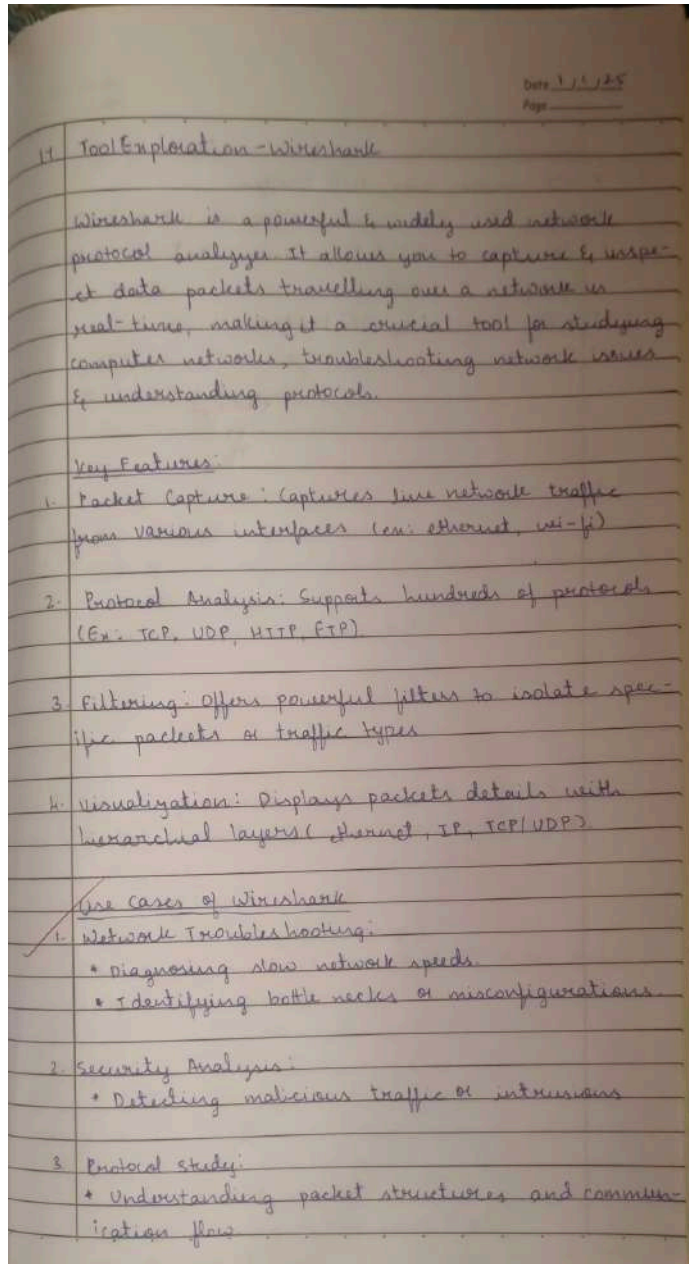 Date 1/1/25
Page
17 Tool Exploration - Wireshark
Wireshark is a powerful & widely used network
protocol analyzer. It allows you to capture & inspe-
ct data packets travelling over a network in
real-time, making it a crucial tool for studying
computer networks, troubleshooting network issues
& understanding protocols.
Key Features:
1. Packet Capture: Captures live network traffic
from various interfaces (ex: ethernet, wi-fi)
2. Protocol Analysis: Supports hundreds of protocols
(Ex: TCP, UDP, HTTP, FTP)
3. Filtering: Offers powerful filters to isolate spec-
ific packets or traffic types
4. Visualization: Displays packets details with
hierarchial layers (ethernet, IP, TCP/UDP).
Use Cases of Wireshark
1. Network Troubleshooting:
• Diagnosing slow network speeds.
• Identifying bottle necks or misconfigurations.
2. Security Analysis:
• Detecting malicious traffic or intrusions
3. Protocol Study:
• Understanding packet structures and commun-
ication flow.